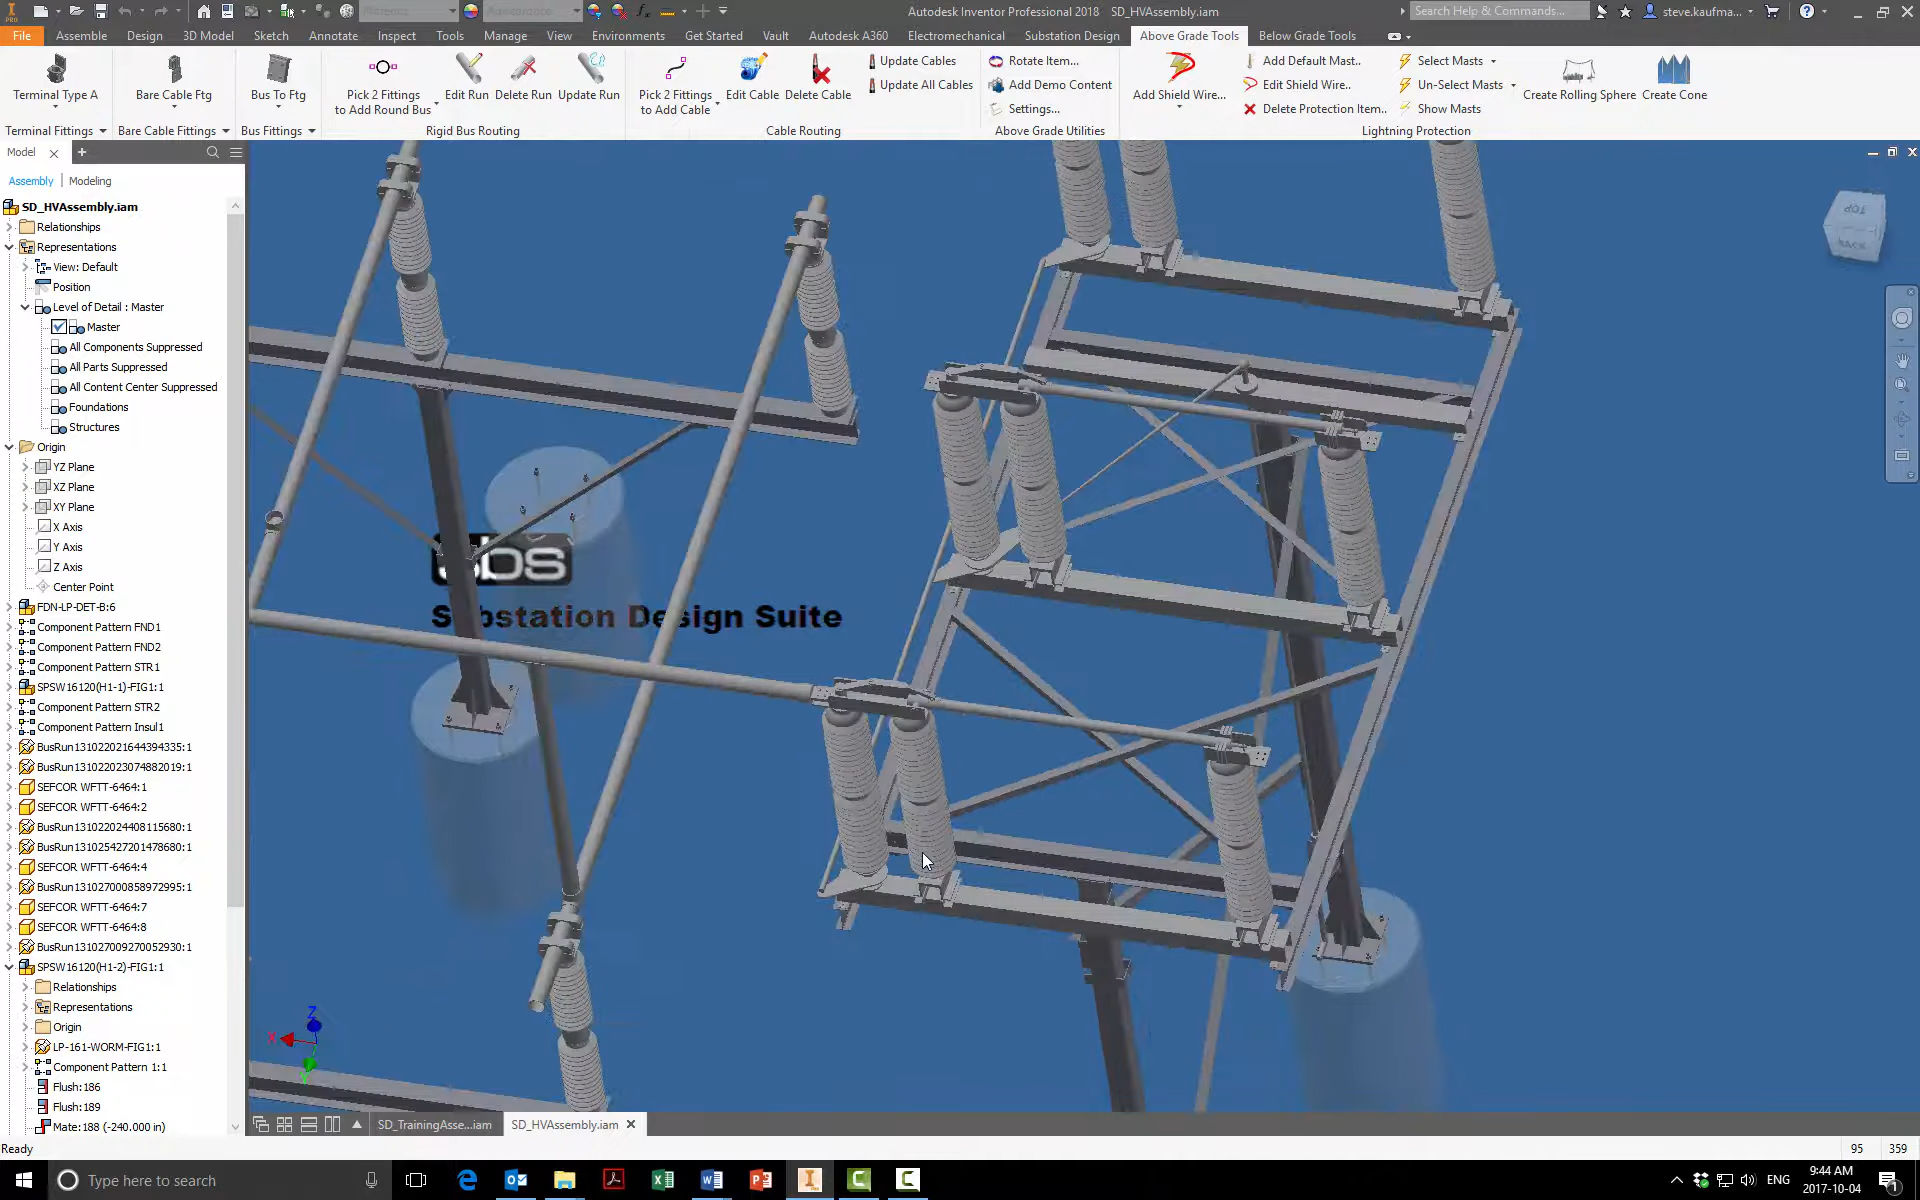 Autodesk Inventor Professional 2018 SD_HVAssembly.iam
Search Help & Commands...
steve.kaufma...
File Assemble Design 3D Model Sketch Annotate Inspect Tools Manage View Environments Get Started Vault Autodesk A360 Electromechanical Substation Design Above Grade Tools Below Grade Tools
Terminal Type A
Bare Cable Ftg
Bus To Ftg
Pick 2 Fittings
to Add Round Bus
Edit Run
Delete Run
Update Run
Pick 2 Fittings
to Add Cable
Edit Cable
Delete Cable
Update Cables
Update All Cables
Rotate Item...
Add Demo Content
Settings...
Add Shield Wire...
Add Default Mast..
Edit Shield Wire..
Delete Protection Item..
Select Masts
Un-Select Masts
Show Masts
Create Rolling Sphere
Create Cone
Terminal Fittings
Bare Cable Fittings
Bus Fittings
Rigid Bus Routing
Cable Routing
Above Grade Utilities
Lightning Protection
Model
Assembly | Modeling
SD_HVAssembly.iam
Relationships
Representations
View: Default
Position
Level of Detail : Master
Master
All Components Suppressed
All Parts Suppressed
All Content Center Suppressed
Foundations
Structures
Origin
YZ Plane
XZ Plane
XY Plane
X Axis
Y Axis
Z Axis
Center Point
FDN-LP-DET-B:6
Component Pattern FND1
Component Pattern FND2
Component Pattern STR1
SPSW16120(H1-1)-FIG1:1
Component Pattern STR2
Component Pattern Insul1
BusRun131022021644394335:1
BusRun131022023074882019:1
SEFCOR WFTT-6464:1
SEFCOR WFTT-6464:2
BusRun131022024408115680:1
BusRun131025427201478680:1
SEFCOR WFTT-6464:4
BusRun131027000858972995:1
SEFCOR WFTT-6464:7
SEFCOR WFTT-6464:8
BusRun131027009270052930:1
SPSW16120(H1-2)-FIG1:1
Relationships
Representations
Origin
LP-161-WORM-FIG1:1
Component Pattern 1:1
Flush:186
Flush:189
Mate:188 (-240.000 in)
sbs
Substation Design Suite
TOP
BACK
Z
X
Y
SD_TrainingAsse...iam
SD_HVAssembly.iam
Ready
95 359
Type here to search
ENG
9:44 AM
2017-10-04
1